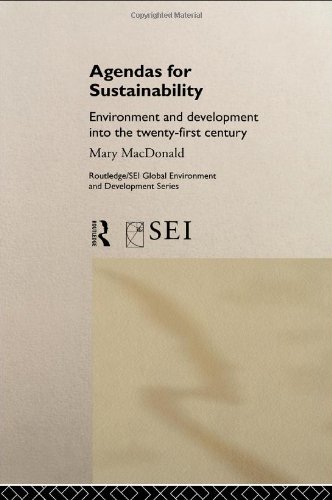 Copyrighted Material
Agendas for
Sustainability
Environment and development
into the twenty-first century
Mary MacDonald
Routledge/SEI Global Environment
and Development Series
ROUTLEDGE
SEI